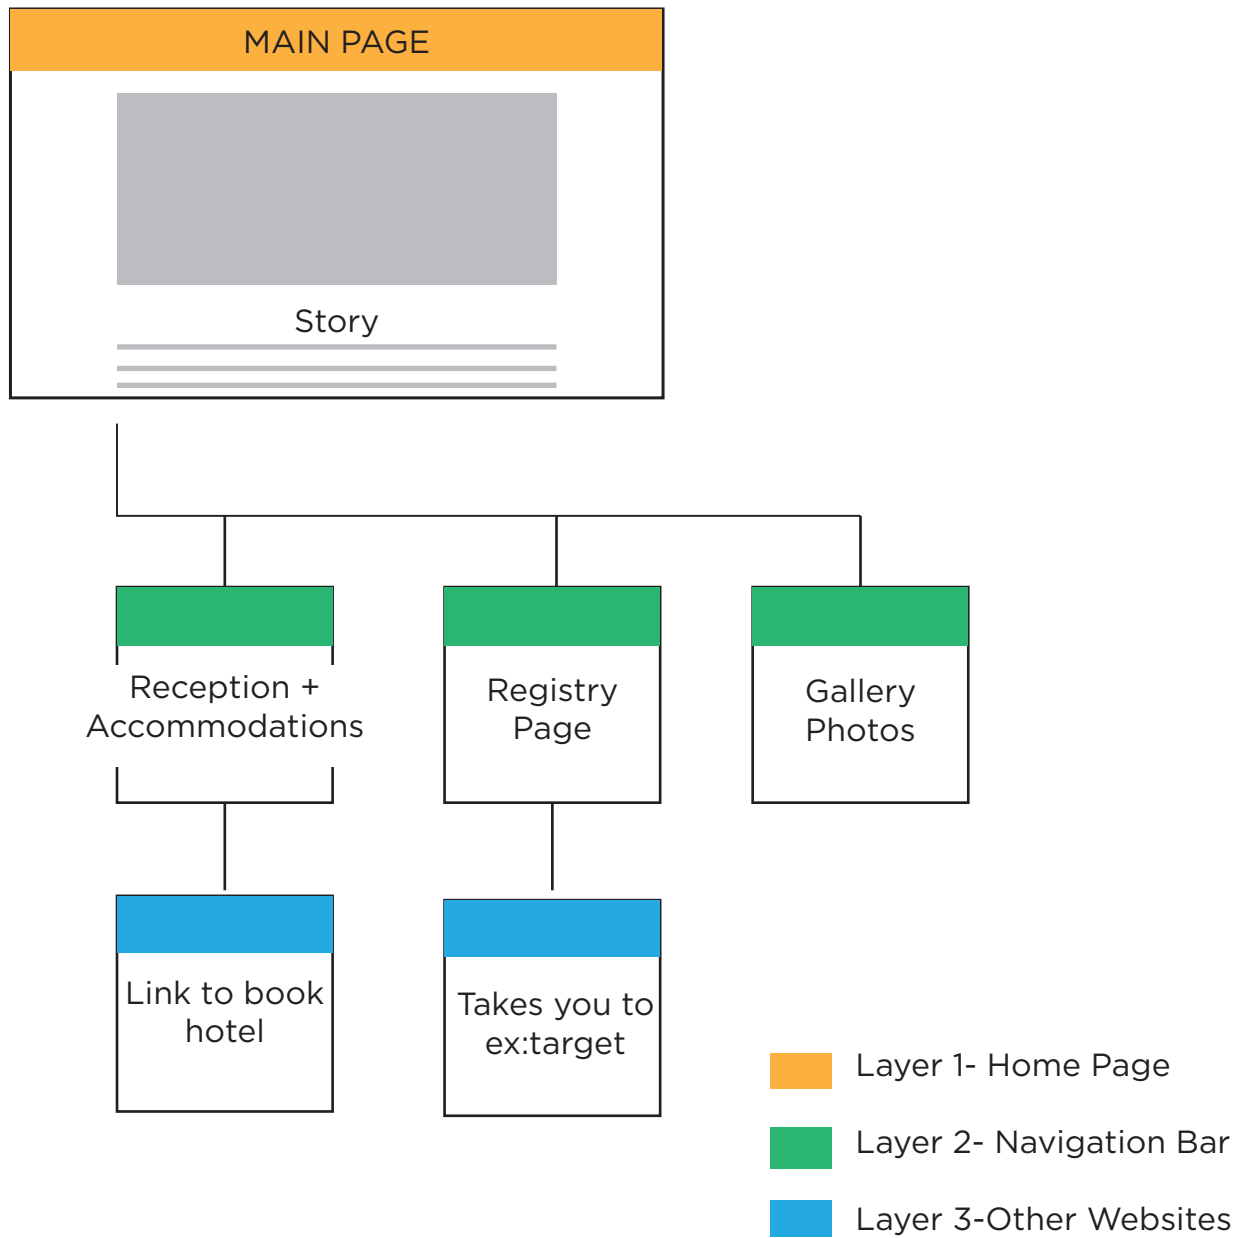 MAIN PAGE
Story
Reception +
Accommodations
Registry
Page
Gallery
Photos
Link to book
hotel
Takes you to
ex:target
Layer 1- Home Page
Layer 2- Navigation Bar
Layer 3-Other Websites